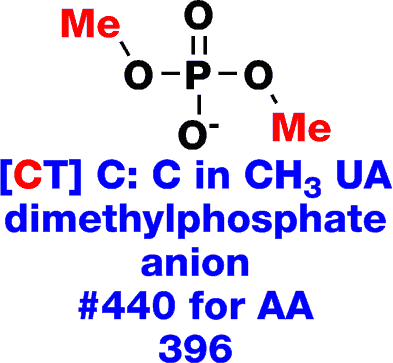 O
Me
O P O
O-
Me
[CT] C: C in CH₃ UA
dimethylphosphate
anion
#440 for AA
396